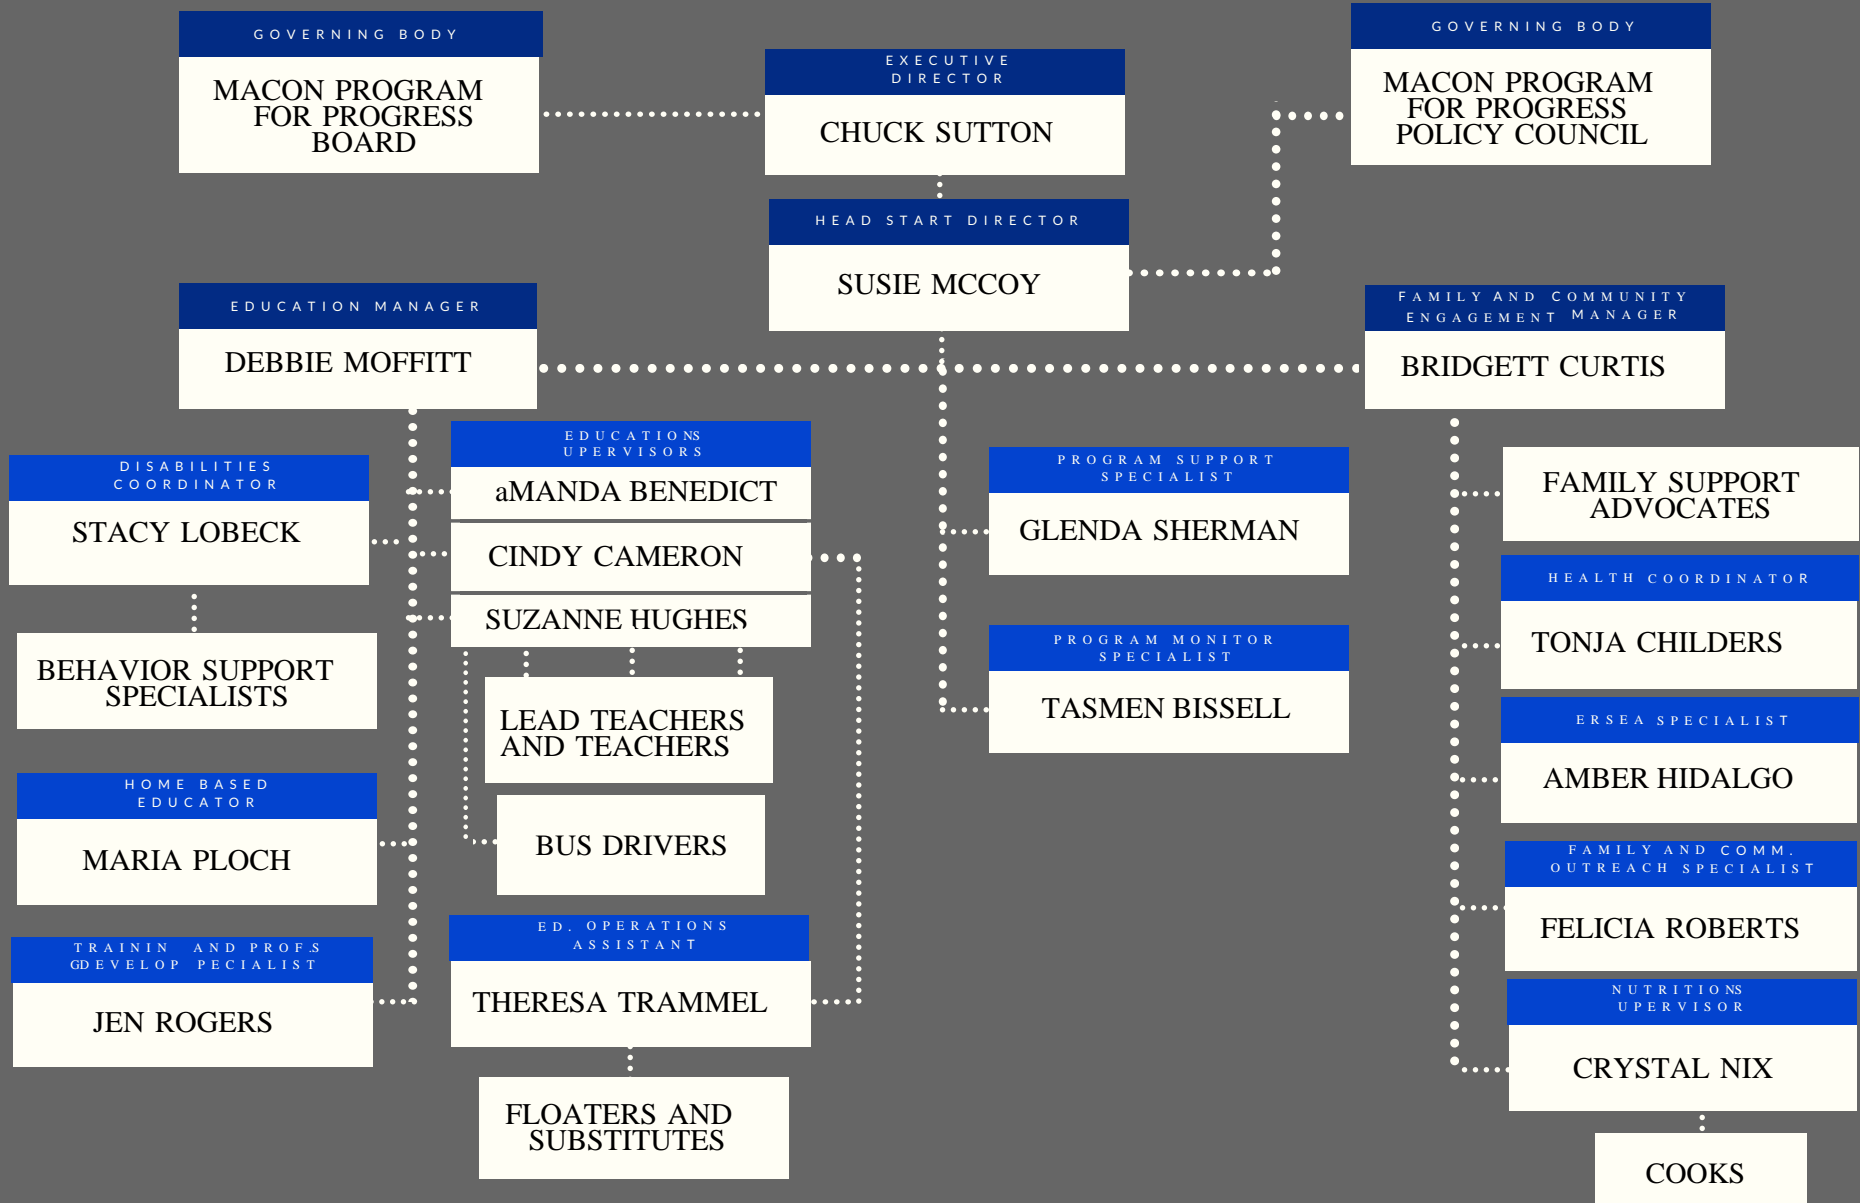 GOVERNING BODY
MACON PROGRAM
FOR PROGRESS
BOARD
EXECUTIVE
DIRECTOR
CHUCK SUTTON
GOVERNING BODY
MACON PROGRAM
FOR PROGRESS
POLICY COUNCIL
HEAD START DIRECTOR
SUSIE MCCOY
EDUCATION MANAGER
DEBBIE MOFFITT
FAMILY AND COMMUNITY
ENGAGEMENT MANAGER
BRIDGETT CURTIS
DISABILITIES
COORDINATOR
STACY LOBECK
BEHAVIOR SUPPORT
SPECIALISTS
HOME BASED
EDUCATOR
MARIA PLOCH
TRAININ AND PROF.S
GDEVELOP PECIALIST
JEN ROGERS
EDUCATIONS
UPERVISORS
aMANDA BENEDICT
CINDY CAMERON
SUZANNE HUGHES
LEAD TEACHERS
AND TEACHERS
BUS DRIVERS
ED. OPERATIONS
ASSISTANT
THERESA TRAMMEL
FLOATERS AND
SUBSTITUTES
PROGRAM SUPPORT
SPECIALIST
GLENDA SHERMAN
PROGRAM MONITOR
SPECIALIST
TASMEN BISSELL
FAMILY SUPPORT
ADVOCATES
HEALTH COORDINATOR
TONJA CHILDERS
ERSEA SPECIALIST
AMBER HIDALGO
FAMILY AND COMM.
OUTREACH SPECIALIST
FELICIA ROBERTS
NUTRITIONS
UPERVISOR
CRYSTAL NIX
COOKS